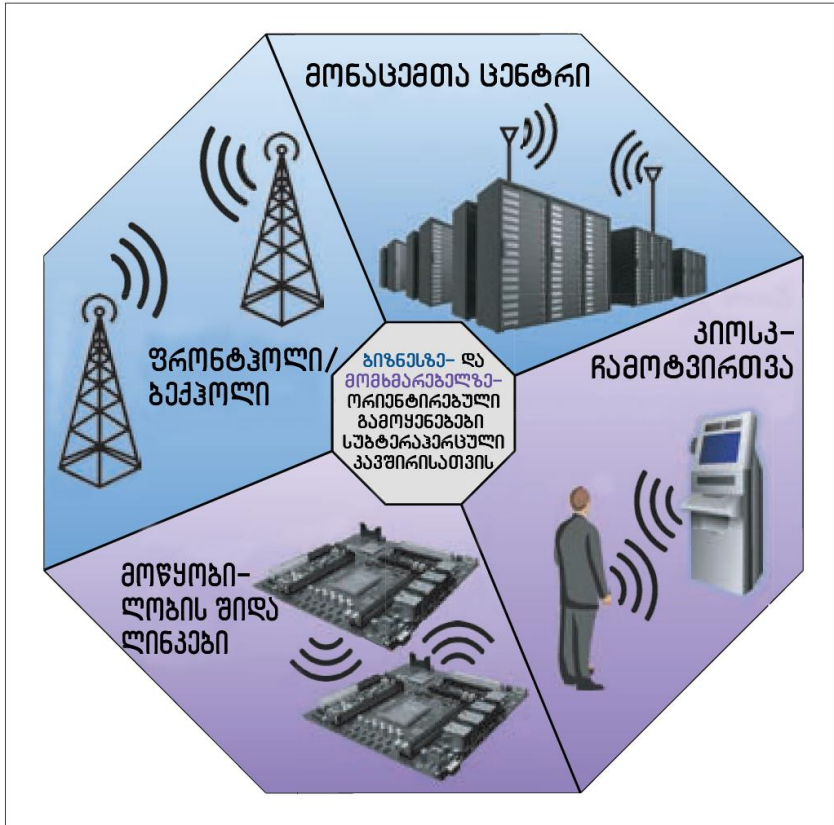 მონაცემთა ცენტრი
ფრონტჰოლი/
ბექჰოლი
კიოსკ-
ჩამოტვირთვა
ბიზნესზე- და
მომხმარებელზე-
ორიენტირებული
გამოყენებები
სუბტერაჰერცული
კავშირისათვის
მოწყობი-
ლობის შიდა
ლინკები